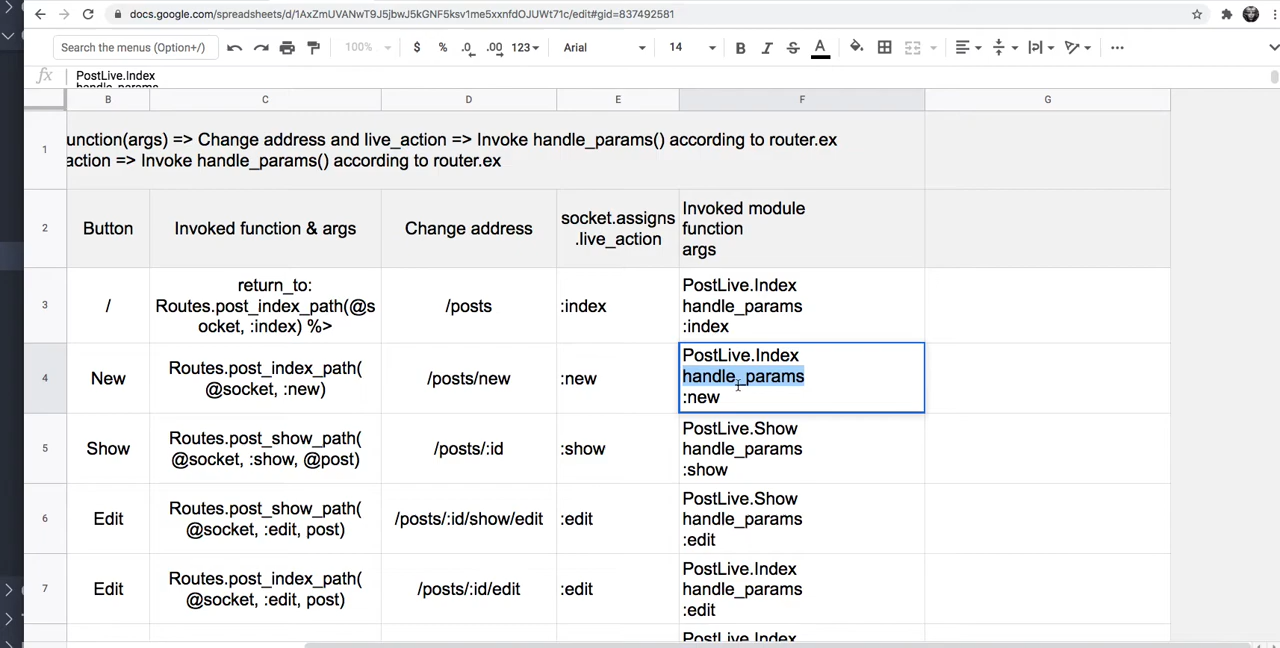 docs.google.com/spreadsheets/d/1AxZmUVANwT9J5jbwJ5kGNF5ksv1me5xxnfdOJUWt71c/edit#gid=837492581
Search the menus (Option+/)
100%
$ % .0 .00 123
Arial
14
B I S A
fx
PostLive.Index
handle_params
B C D E F G
1
unction(args) => Change address and live_action => Invoke handle_params() according to router.ex
action => Invoke handle_params() according to router.ex
2
Button
Invoked function & args
Change address
socket.assigns
.live_action
Invoked module
function
args
3
/
return_to:
Routes.post_index_path(@s
ocket, :index) %>
/posts
:index
PostLive.Index
handle_params
:index
4
New
Routes.post_index_path(
@socket, :new)
/posts/new
:new
PostLive.Index
handle_params
:new
5
Show
Routes.post_show_path(
@socket, :show, @post)
/posts/:id
:show
PostLive.Show
handle_params
:show
6
Edit
Routes.post_show_path(
@socket, :edit, post)
/posts/:id/show/edit
:edit
PostLive.Show
handle_params
:edit
7
Edit
Routes.post_index_path(
@socket, :edit, post)
/posts/:id/edit
:edit
PostLive.Index
handle_params
:edit
PostLive.Index